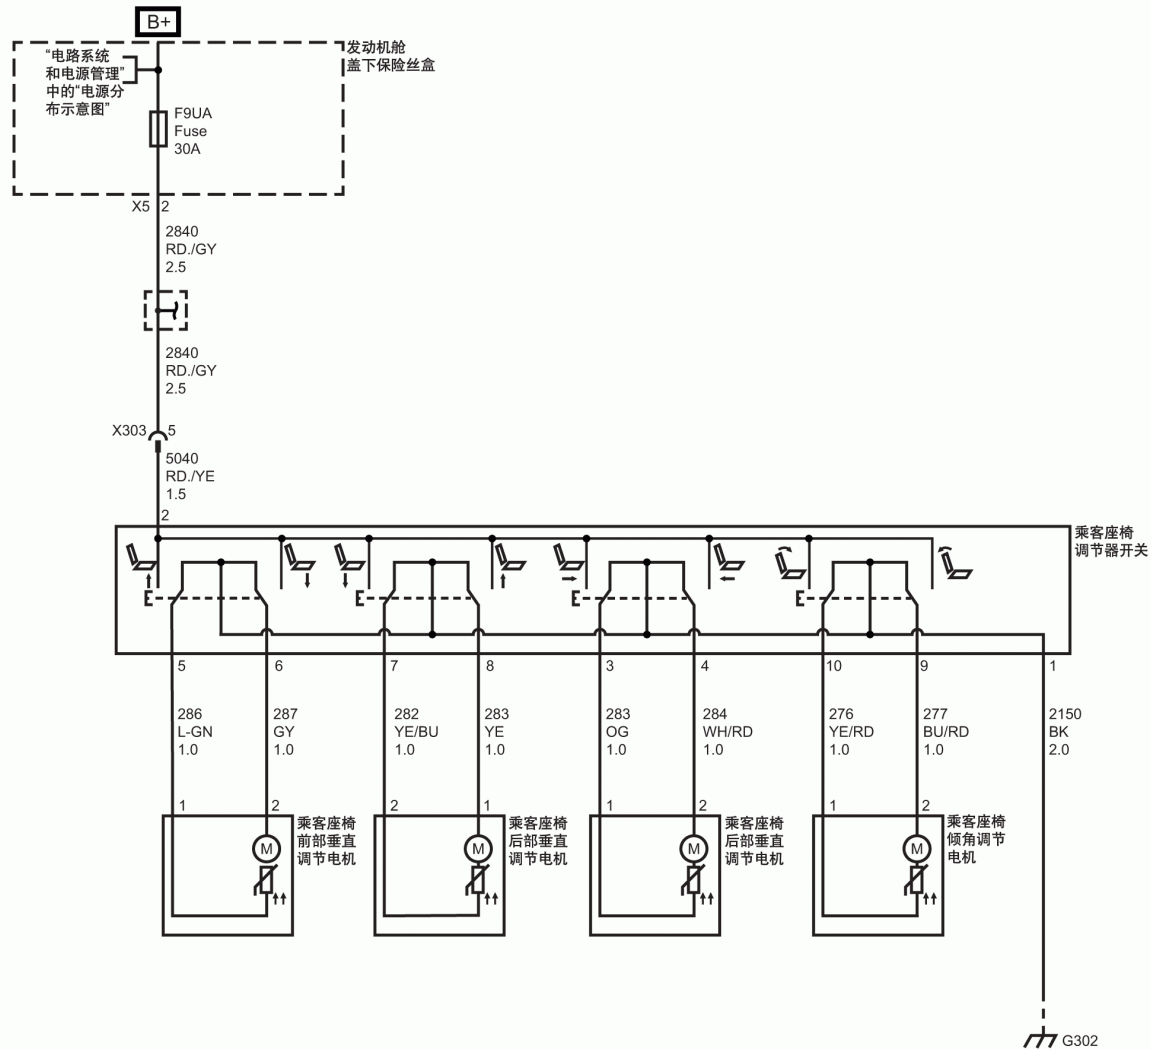 B+
"电路系统
和电源管理"
中的"电源分
布示意图"
发动机舱
盖下保险丝盒
F9UA
Fuse
30A
X5 2
2840
RD./GY
2.5
2840
RD./GY
2.5
X303 5
5040
RD./YE
1.5
2
乘客座椅
调节器开关
5 6 7 8 3 4 10 9 1
286
L-GN
1.0
287
GY
1.0
282
YE/BU
1.0
283
YE
1.0
283
OG
1.0
284
WH/RD
1.0
276
YE/RD
1.0
277
BU/RD
1.0
2150
BK
2.0
1 2 2 1 1 2 1 2
M
乘客座椅
前部垂直
调节电机
M
乘客座椅
后部垂直
调节电机
M
乘客座椅
后部垂直
调节电机
M
乘客座椅
倾角调节
电机
G302